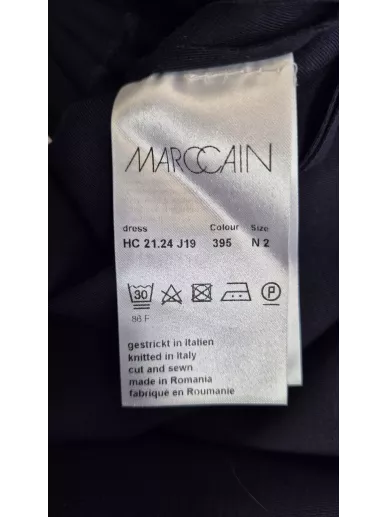 MARCCAIN
dress Colour Size
HC 21.24 J19 395 N 2
30 P
86 F
gestrickt in Italien
knitted in Italy
cut and sewn
made in Romania
fabriqué en Roumanie